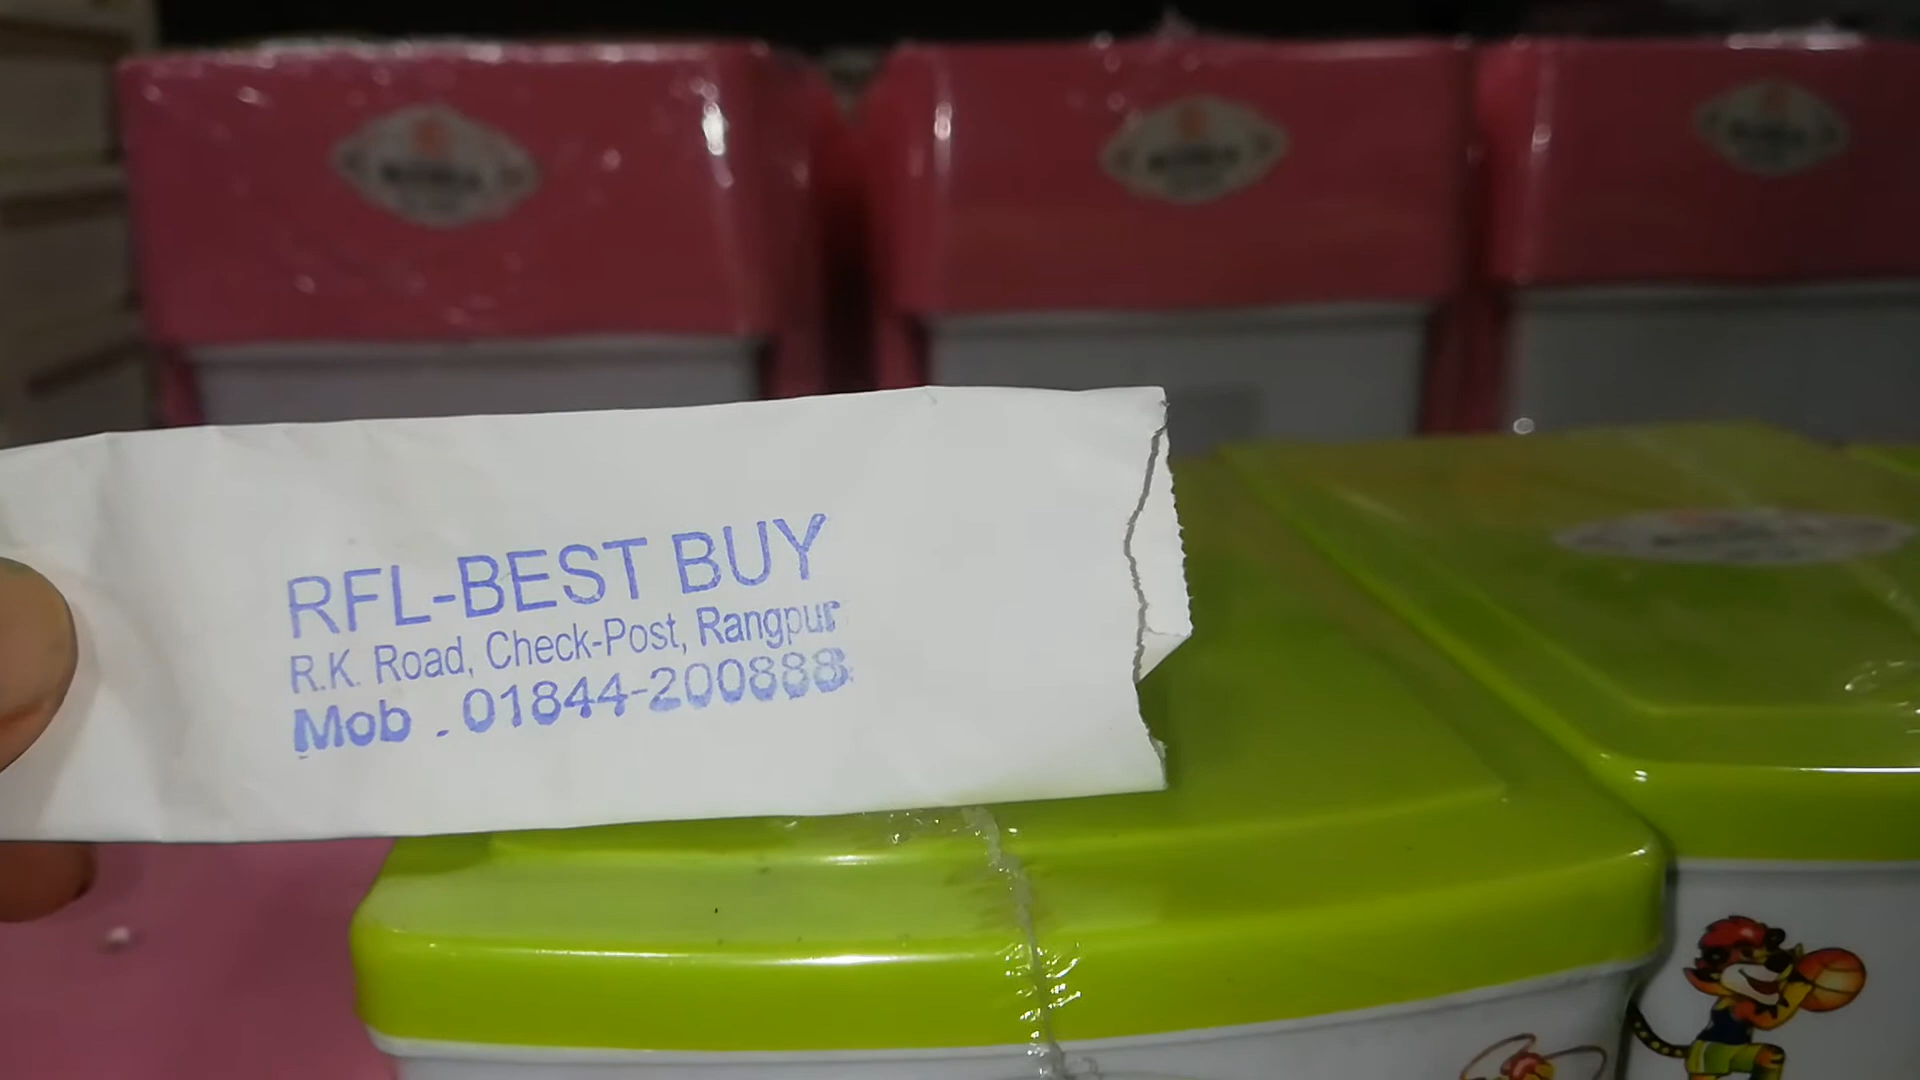 RFL-BEST BUY
R.K. Road, Check-Post, Rangpur
Mob . 01844-200888